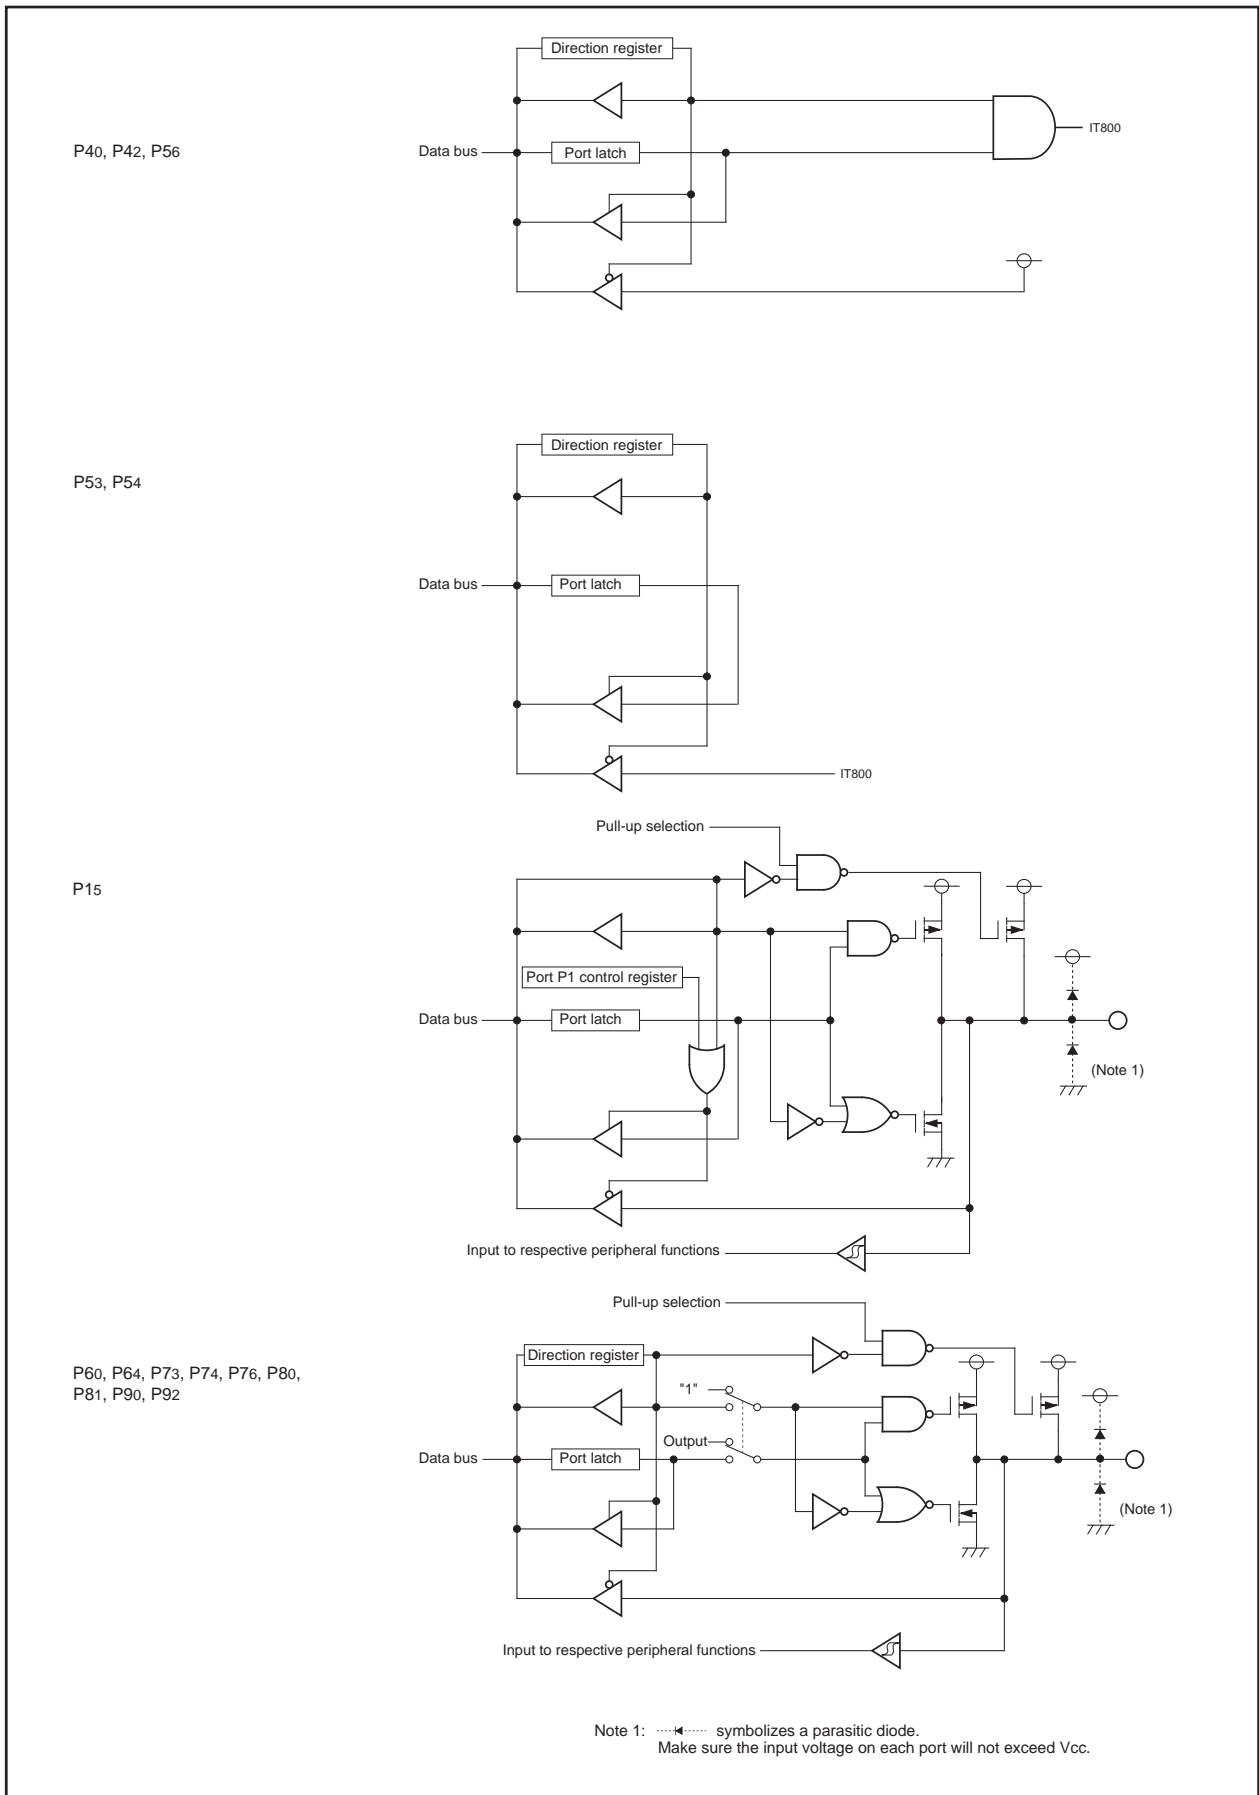 Direction register
P40, P42, P56
Data bus
Port latch
IT800
Direction register
P53, P54
Data bus
Port latch
IT800
Pull-up selection
P15
Port P1 control register
Data bus
Port latch
(Note 1)
Input to respective peripheral functions
Pull-up selection
P60, P64, P73, P74, P76, P80,
P81, P90, P92
Direction register
"1"
Output
Data bus
Port latch
(Note 1)
Input to respective peripheral functions
Note 1: symbolizes a parasitic diode.
Make sure the input voltage on each port will not exceed Vcc.